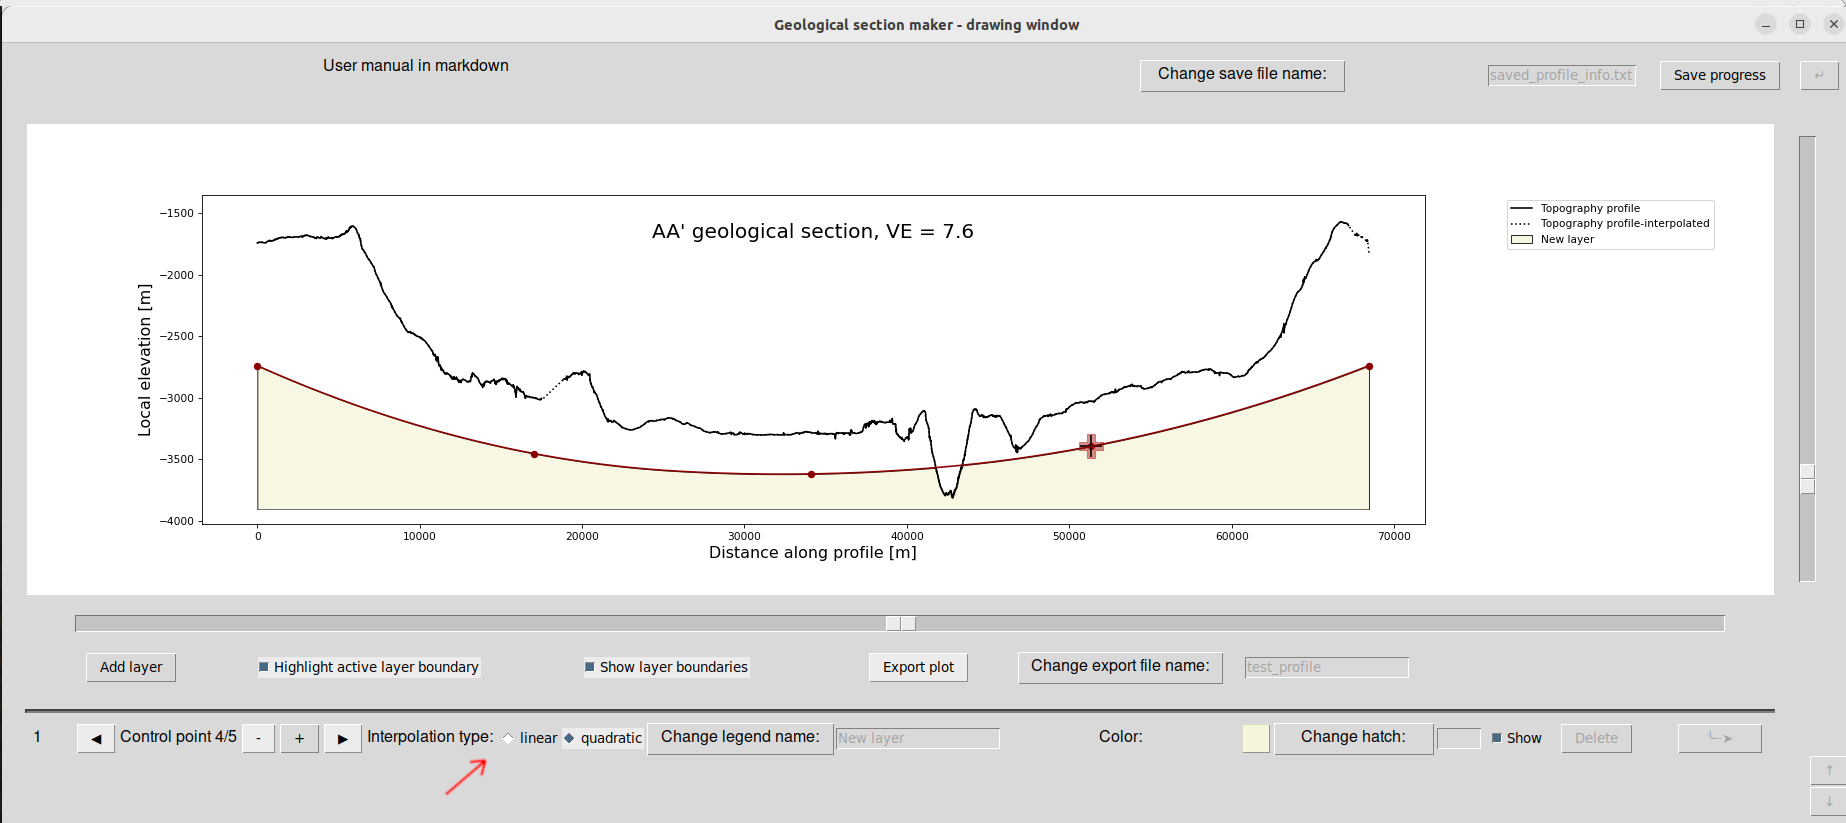 Geological section maker - drawing window
User manual in markdown
Change save file name:
saved_profile_info.txt
Save progress
AA' geological section, VE = 7.6
Topography profile
Topography profile-interpolated
New layer
Local elevation [m]
−1500
−2000
−2500
−3000
−3500
−4000
0 10000 20000 30000 40000 50000 60000 70000
Distance along profile [m]
Add layer
Highlight active layer boundary
Show layer boundaries
Export plot
Change export file name:
test_profile
1
Control point 4/5
-
+
Interpolation type:
linear
quadratic
Change legend name:
New layer
Color:
Change hatch:
Show
Delete